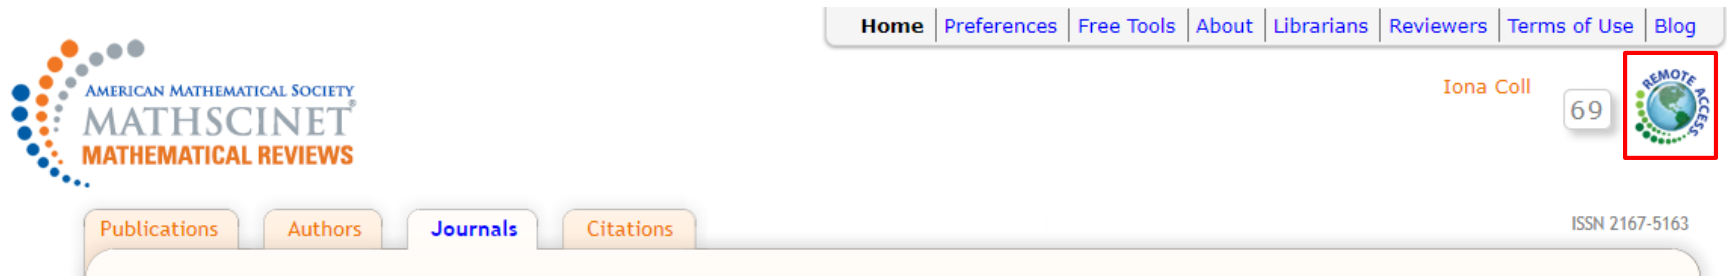 Home Preferences Free Tools About Librarians Reviewers Terms of Use Blog
AMERICAN MATHEMATICAL SOCIETY
MATHSCINET®
MATHEMATICAL REVIEWS
Iona Coll
69
REMOTE ACCESS
Publications Authors Journals Citations
ISSN 2167-5163